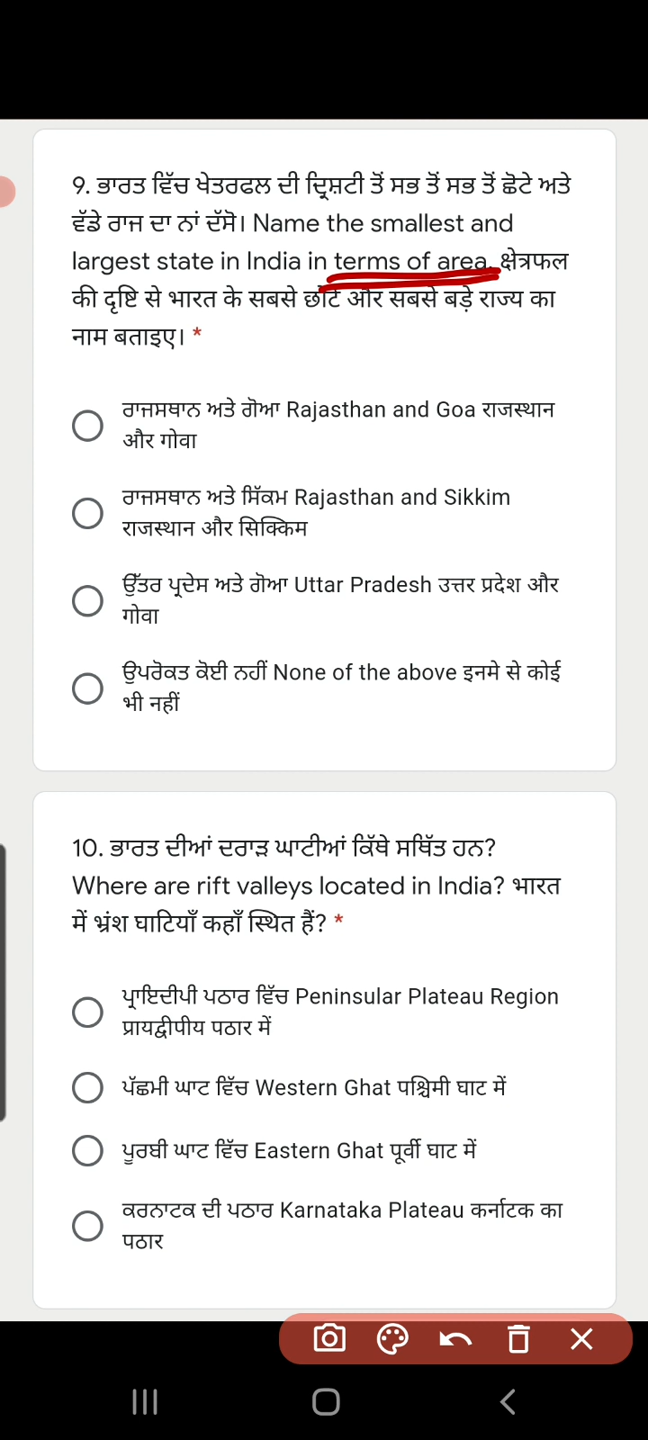 9. ਭਾਰਤ ਵਿੱਚ ਖੇਤਰਫਲ ਦੀ ਦ੍ਰਿਸ਼ਟੀ ਤੋਂ ਸਭ ਤੋਂ ਸਭ ਤੋਂ ਛੋਟੇ ਅਤੇ
ਵੱਡੇ ਰਾਜ ਦਾ ਨਾਂ ਦੱਸੋ। Name the smallest and
largest state in India in terms of area. क्षेत्रफल
की दृष्टि से भारत के सबसे छोटे और सबसे बड़े राज्य का
नाम बताइए। *
ਰਾਜਸਥਾਨ ਅਤੇ ਗੋਆ Rajasthan and Goa राजस्थान
और गोवा
ਰਾਜਸਥਾਨ ਅਤੇ ਸਿੱਕਮ Rajasthan and Sikkim
राजस्थान और सिक्किम
ਉੱਤਰ ਪ੍ਰਦੇਸ ਅਤੇ ਗੋਆ Uttar Pradesh उत्तर प्रदेश और
गोवा
ਉਪਰੋਕਤ ਕੋਈ ਨਹੀਂ None of the above इनमे से कोई
भी नहीं
10. ਭਾਰਤ ਦੀਆਂ ਦਰਾੜ ਘਾਟੀਆਂ ਕਿੱਥੇ ਸਥਿੱਤ ਹਨ?
Where are rift valleys located in India? भारत
में भ्रंश घाटियाँ कहाँ स्थित हैं? *
ਪ੍ਰਾਇਦੀਪੀ ਪਠਾਰ ਵਿੱਚ Peninsular Plateau Region
प्रायद्वीपीय पठार में
ਪੱਛਮੀ ਘਾਟ ਵਿੱਚ Western Ghat पश्चिमी घाट में
ਪੂਰਬੀ ਘਾਟ ਵਿੱਚ Eastern Ghat पूर्वी घाट में
ਕਰਨਾਟਕ ਦੀ ਪਠਾਰ Karnataka Plateau कर्नाटक का
पठार